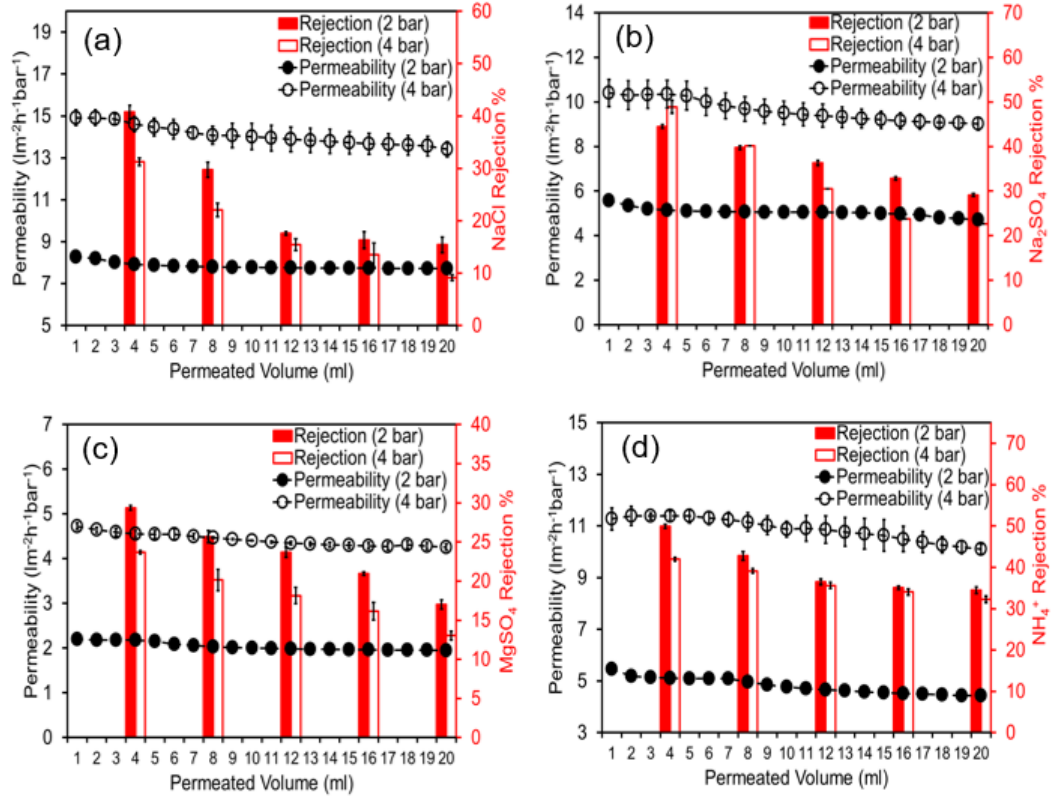 (a)
Rejection (2 bar)
Rejection (4 bar)
Permeability (2 bar)
Permeability (4 bar)
Permeability (lm⁻²h⁻¹bar⁻¹)
19
17
15
13
11
9
7
5
NaCl Rejection %
60
50
40
30
20
10
0
1 2 3 4 5 6 7 8 9 10 11 12 13 14 15 16 17 18 19 20
Permeated Volume (ml)
(b)
Rejection (2 bar)
Rejection (4 bar)
Permeability (2 bar)
Permeability (4 bar)
Permeability (lm⁻²h⁻¹bar⁻¹)
14
12
10
8
6
4
2
0
Na₂SO₄ Rejection %
70
60
50
40
30
20
10
0
1 2 3 4 5 6 7 8 9 10 11 12 13 14 15 16 17 18 19 20
Permeated Volume (ml)
(c)
Rejection (2 bar)
Rejection (4 bar)
Permeability (2 bar)
Permeability (4 bar)
Permeability (lm⁻²h⁻¹bar⁻¹)
7
6
5
4
3
2
1
0
MgSO₄ Rejection %
40
35
30
25
20
15
10
5
0
1 2 3 4 5 6 7 8 9 10 11 12 13 14 15 16 17 18 19 20
Permeated Volume (ml)
(d)
Rejection (2 bar)
Rejection (4 bar)
Permeability (2 bar)
Permeability (4 bar)
Permeability (lm⁻²h⁻¹bar⁻¹)
15
13
11
9
7
5
3
NH₄⁺ Rejection %
70
60
50
40
30
20
10
0
1 2 3 4 5 6 7 8 9 10 11 12 13 14 15 16 17 18 19 20
Permeated Volume (ml)